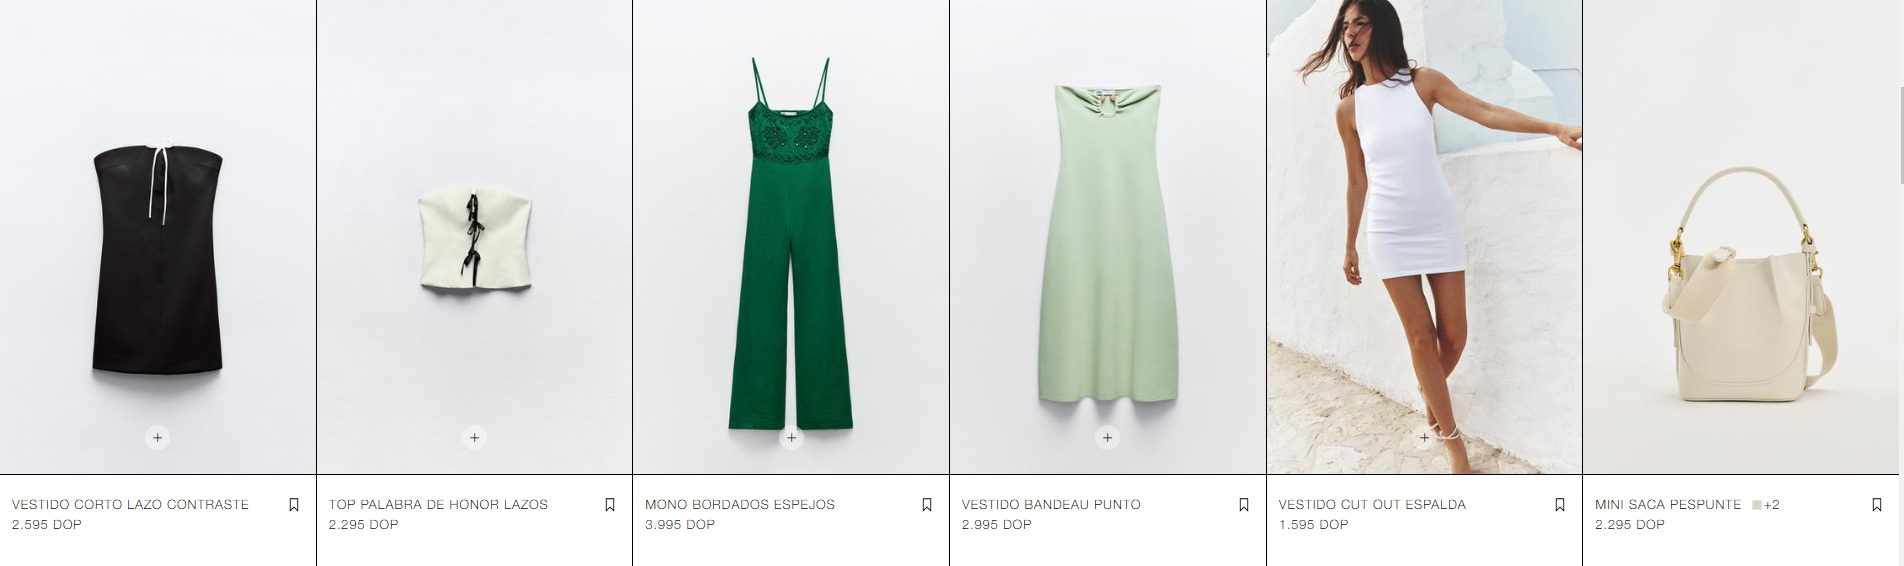 VESTIDO CORTO LAZO CONTRASTE
2.595 DOP
TOP PALABRA DE HONOR LAZOS
2.295 DOP
MONO BORDADOS ESPEJOS
3.995 DOP
VESTIDO BANDEAU PUNTO
2.995 DOP
VESTIDO CUT OUT ESPALDA
1.595 DOP
MINI SACA PESPUNTE +2
2.295 DOP